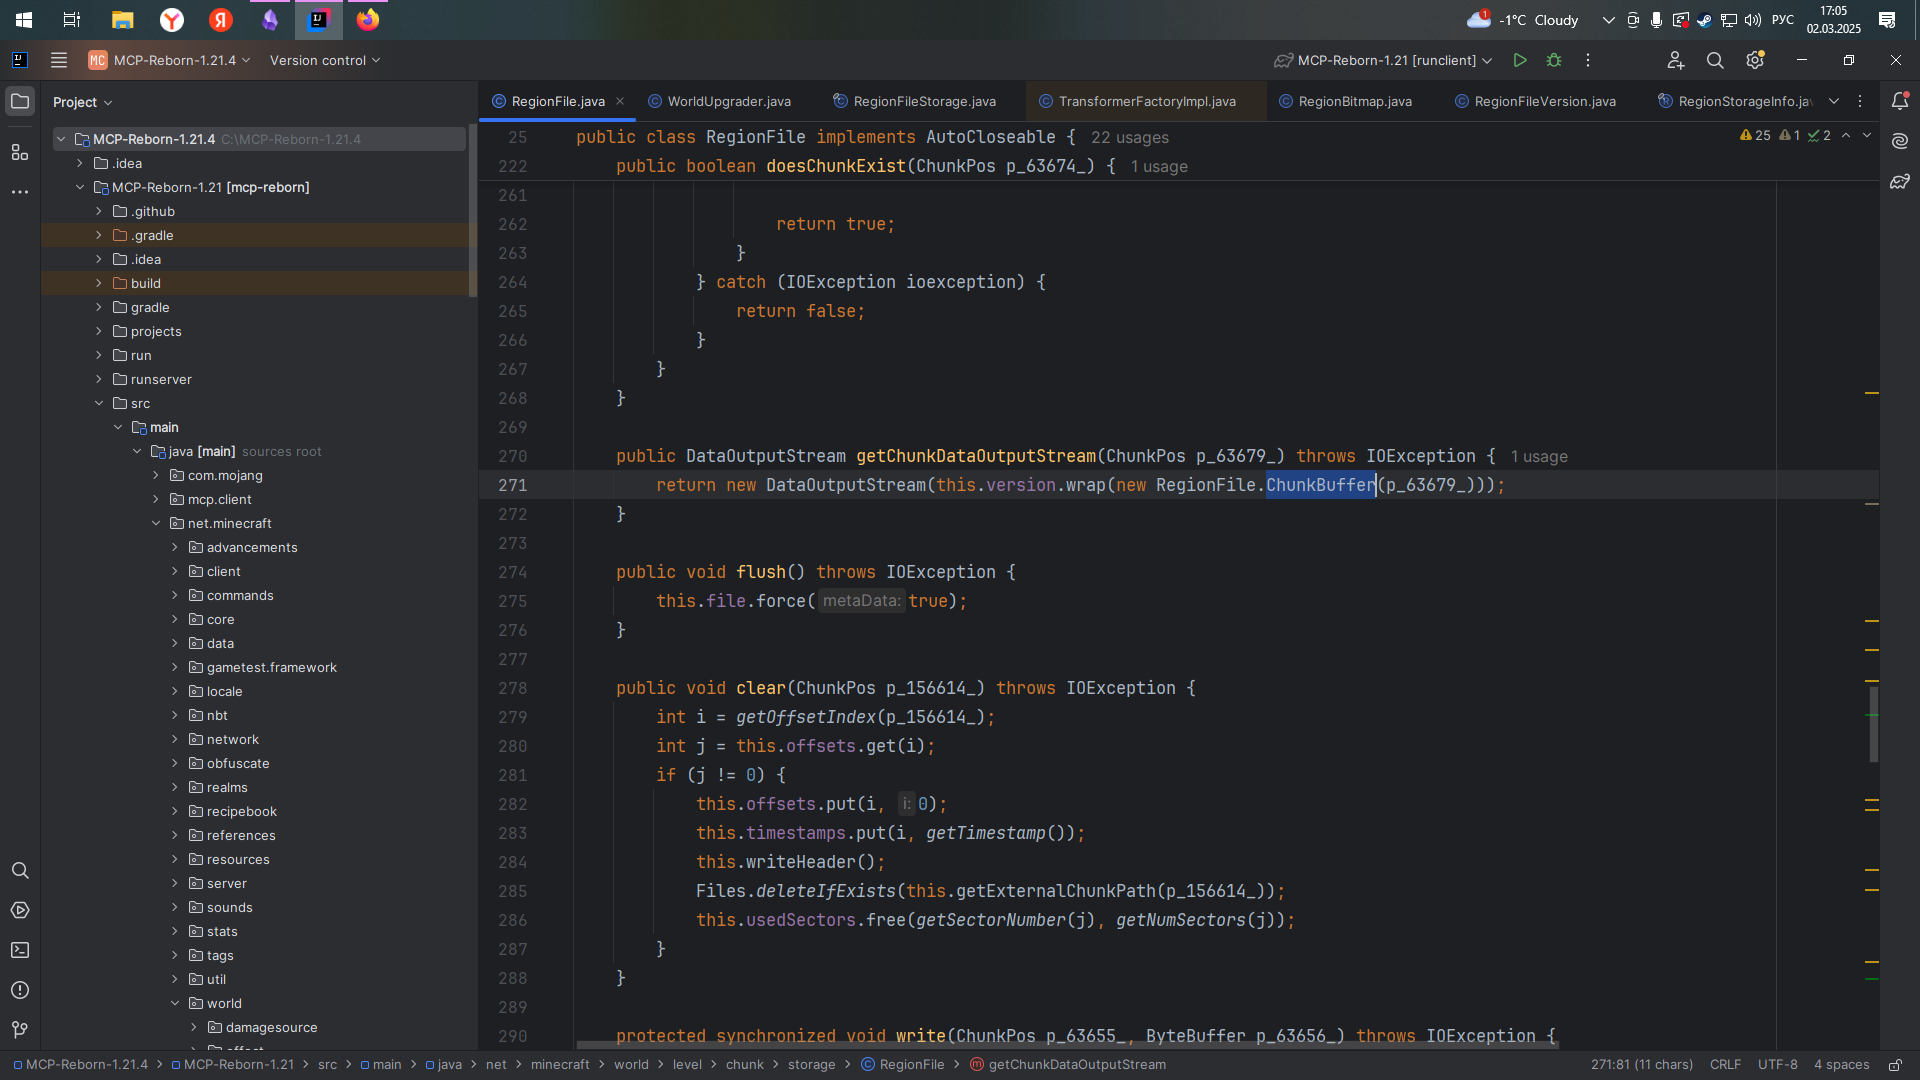 -1°C Cloudy
РУС
17:05
02.03.2025
MC MCP-Reborn-1.21.4
Version control
MCP-Reborn-1.21 [runclient]
Project
MCP-Reborn-1.21.4 C:\MCP-Reborn-1.21.4
.idea
MCP-Reborn-1.21 [mcp-reborn]
.github
.gradle
.idea
build
gradle
projects
run
runserver
src
main
java [main] sources root
com.mojang
mcp.client
net.minecraft
advancements
client
commands
core
data
gametest.framework
locale
nbt
network
obfuscate
realms
recipebook
references
resources
server
sounds
stats
tags
util
world
damagesource
RegionFile.java
WorldUpgrader.java
RegionFileStorage.java
TransformerFactoryImpl.java
RegionBitmap.java
RegionFileVersion.java
RegionStorageInfo.ja
25 1 2
25 public class RegionFile implements AutoCloseable { 22 usages
222 public boolean doesChunkExist(ChunkPos p_63674_) { 1 usage
261
262 return true;
263 }
264 } catch (IOException ioexception) {
265 return false;
266 }
267 }
268 }
269
270 public DataOutputStream getChunkDataOutputStream(ChunkPos p_63679_) throws IOException { 1 usage
271 return new DataOutputStream(this.version.wrap(new RegionFile.ChunkBuffer(p_63679_)));
272 }
273
274 public void flush() throws IOException {
275 this.file.force( metaData: true);
276 }
277
278 public void clear(ChunkPos p_156614_) throws IOException {
279 int i = getOffsetIndex(p_156614_);
280 int j = this.offsets.get(i);
281 if (j != 0) {
282 this.offsets.put(i, i: 0);
283 this.timestamps.put(i, getTimestamp());
284 this.writeHeader();
285 Files.deleteIfExists(this.getExternalChunkPath(p_156614_));
286 this.usedSectors.free(getSectorNumber(j), getNumSectors(j));
287 }
288 }
289
290 protected synchronized void write(ChunkPos p_63655_, ByteBuffer p_63656_) throws IOException {
MCP-Reborn-1.21.4 > MCP-Reborn-1.21 > src > main > java > net > minecraft > world > level > chunk > storage > RegionFile > getChunkDataOutputStream
271:81 (11 chars) CRLF UTF-8 4 spaces